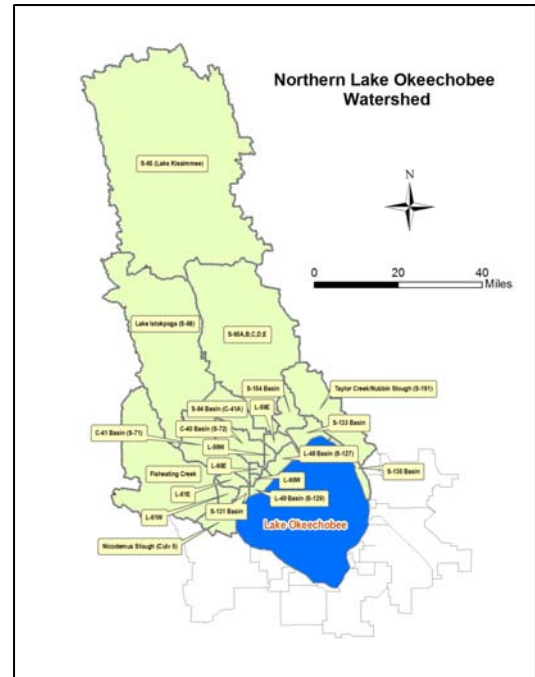 Northern Lake Okeechobee
Watershed
S-65 (Lake Kissimmee)
N
0 20 40
Miles
Lake Istokpoga (S-68)
S-65A,B,C,D,E
S-154 Basin
Taylor Creek/Nubbin Slough (S-191)
S-84 Basin (C-41A)
L-59E
S-133 Basin
C-40 Basin (S-72)
C-41 Basin (S-71)
L-59W
L-48 Basin (S-127)
L-60E
S-135 Basin
Fisheating Creek
L-60W
L-61E
L-49 Basin (S-129)
L-61W
S-131 Basin
Lake Okeechobee
Nicodemus Slough (Culv 5)